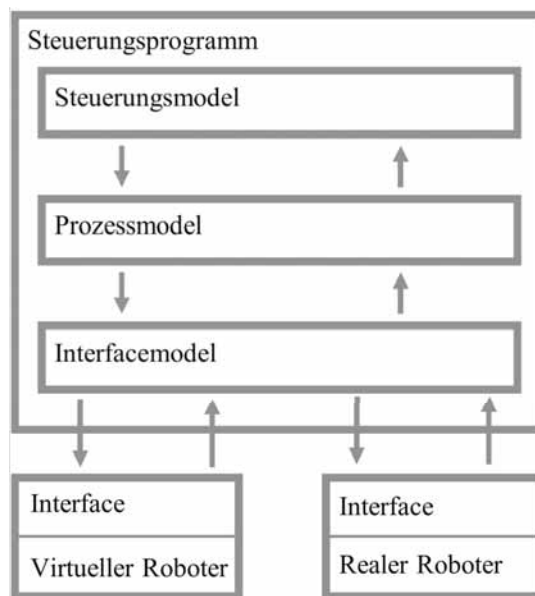 Steuerungsprogramm
Steuerungsmodel
Prozessmodel
Interfacemodel
Interface
Virtueller Roboter
Interface
Realer Roboter